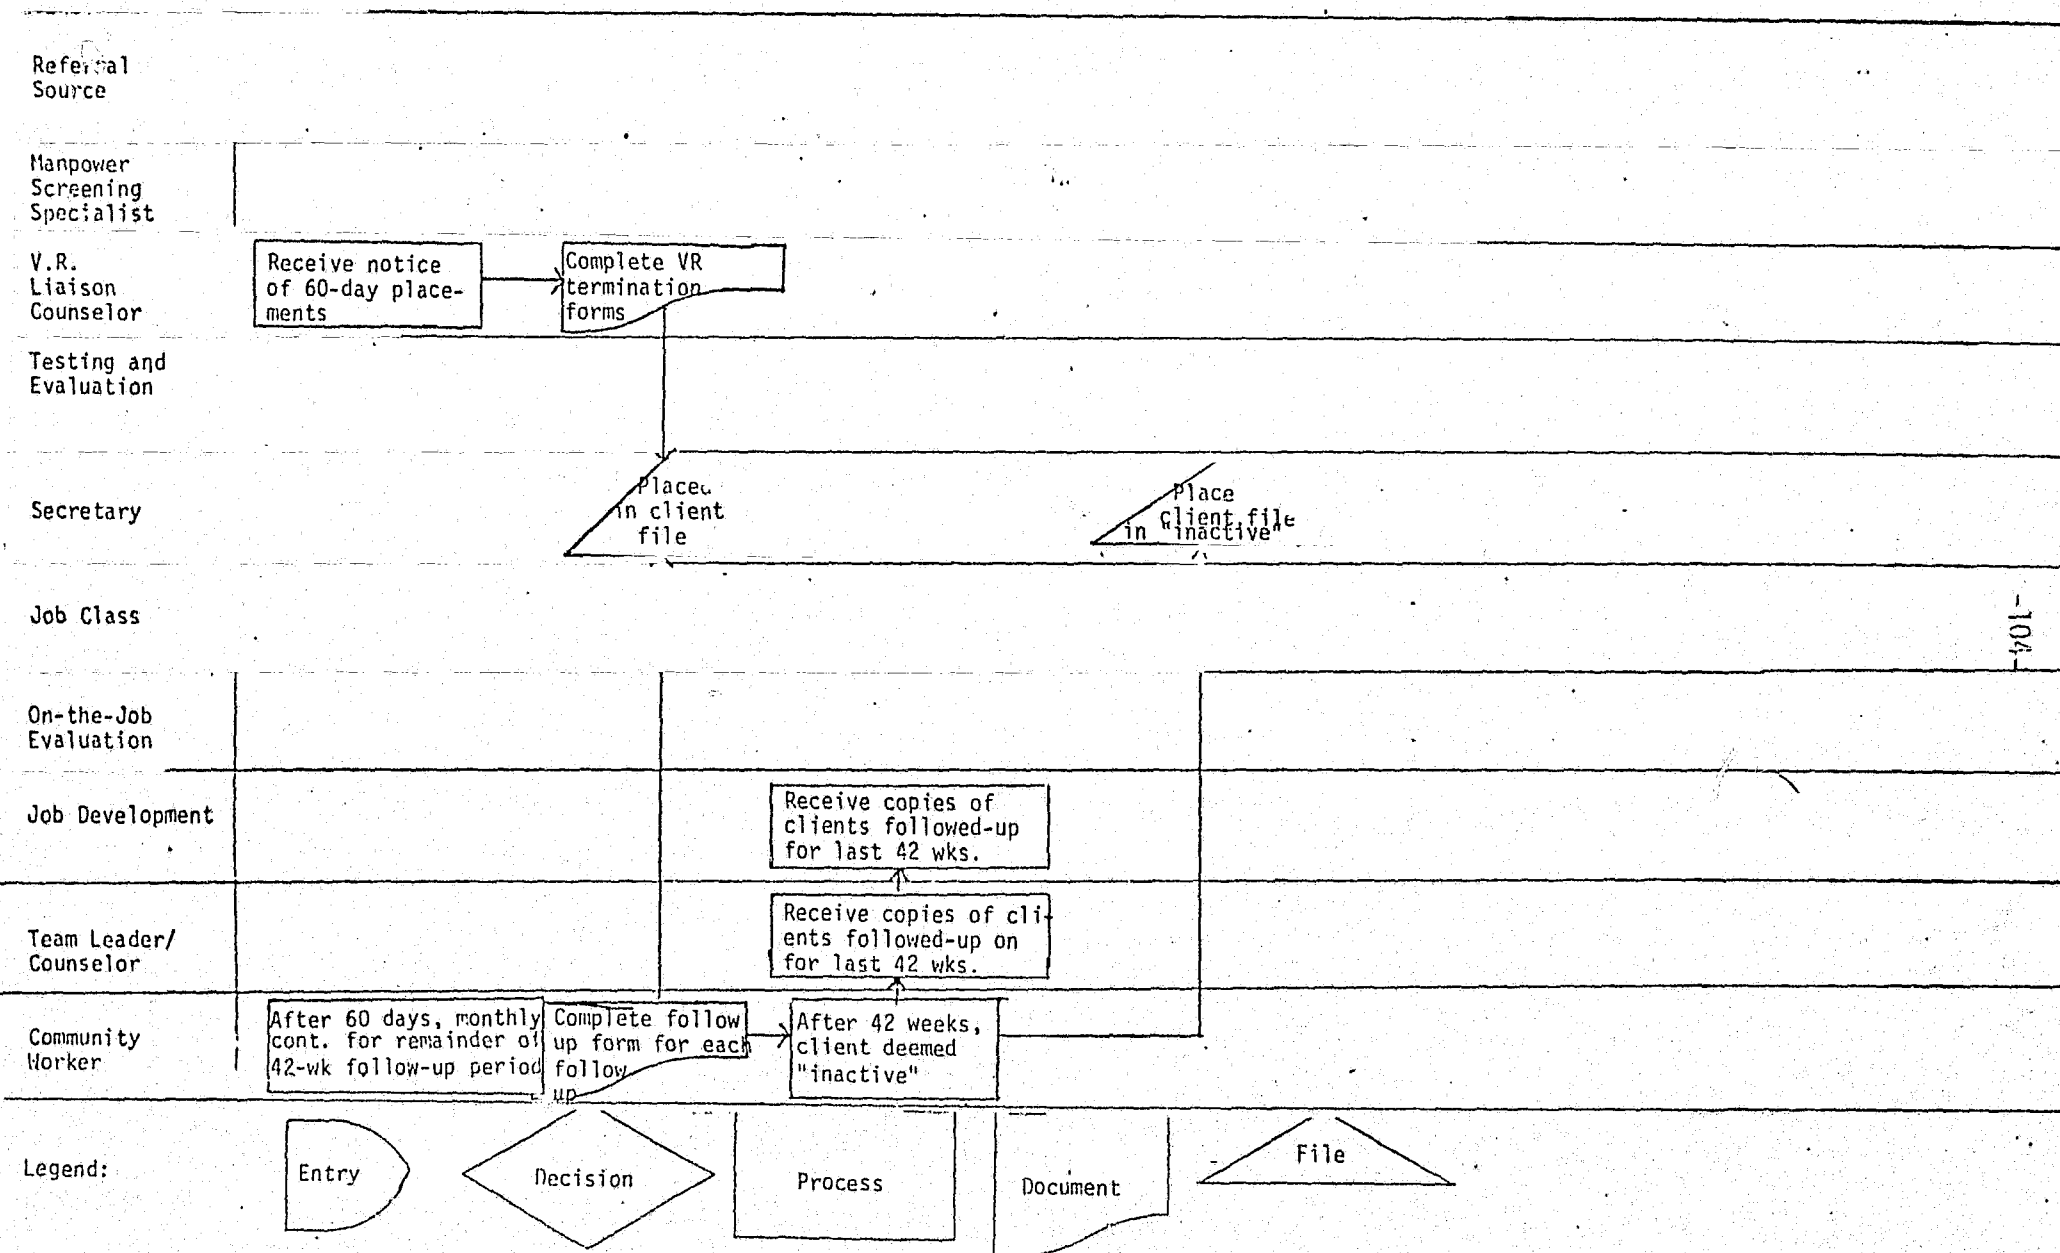 Referral
Source
Manpower
Screening
Specialist
V.R.
Liaison
Counselor
Receive notice
of 60-day place-
ments
Complete VR
termination
forms
Testing and
Evaluation
Secretary
Placed
in client
file
Place
client file
in "inactive"
Job Class
-104-
On-the-Job
Evaluation
Job Development
Receive copies of
clients followed-up
for last 42 wks.
Team Leader/
Counselor
Receive copies of cli-
ents followed-up on
for last 42 wks.
Community
Worker
After 60 days, monthly
cont. for remainder of
42-wk follow-up period
Complete follow
up form for each
follow
up
After 42 weeks,
client deemed
"inactive"
Legend:
Entry
Decision
Process
Document
File